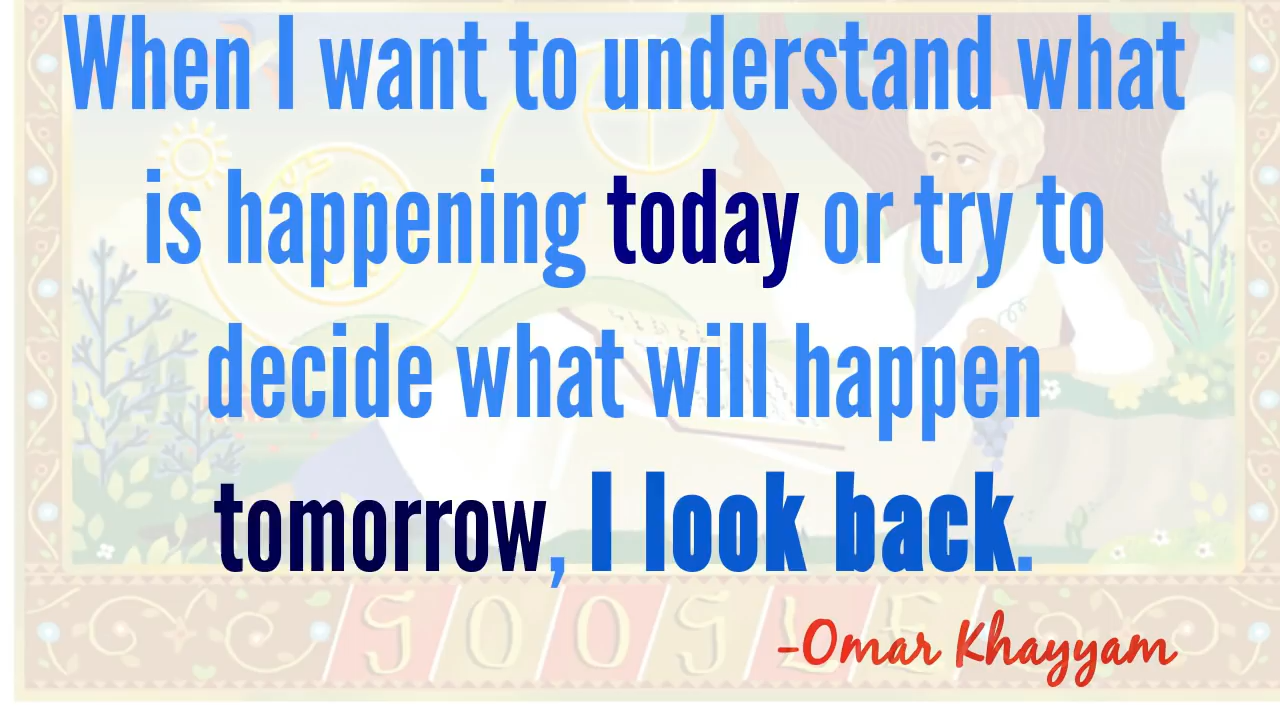 When I want to understand what
is happening today or try to
decide what will happen
tomorrow, I look back.
GOOGLE
-Omar Khayyam